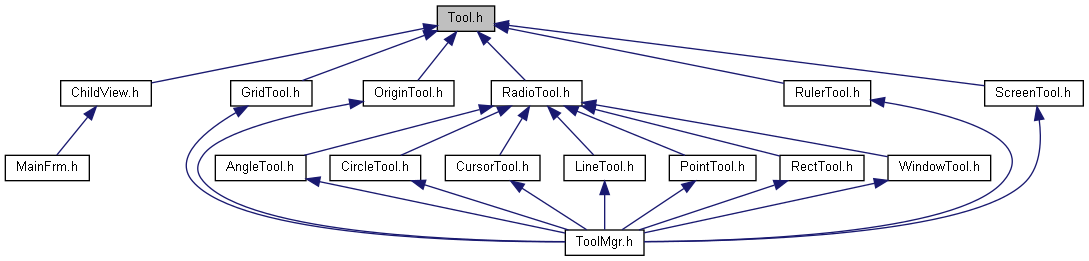 Tool.h
ChildView.h
GridTool.h
OriginTool.h
RadioTool.h
RulerTool.h
ScreenTool.h
MainFrm.h
AngleTool.h
CircleTool.h
CursorTool.h
LineTool.h
PointTool.h
RectTool.h
WindowTool.h
ToolMgr.h